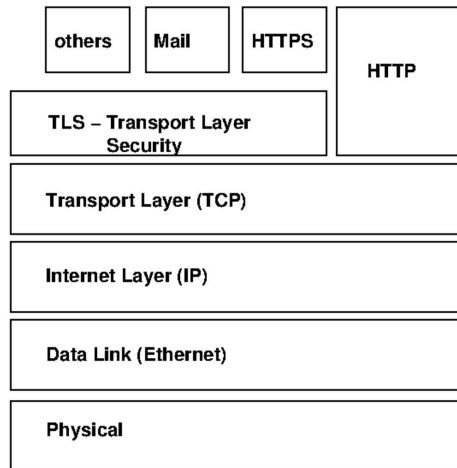 others
Mail
HTTPS
HTTP
TLS – Transport Layer
Security
Transport Layer (TCP)
Internet Layer (IP)
Data Link (Ethernet)
Physical